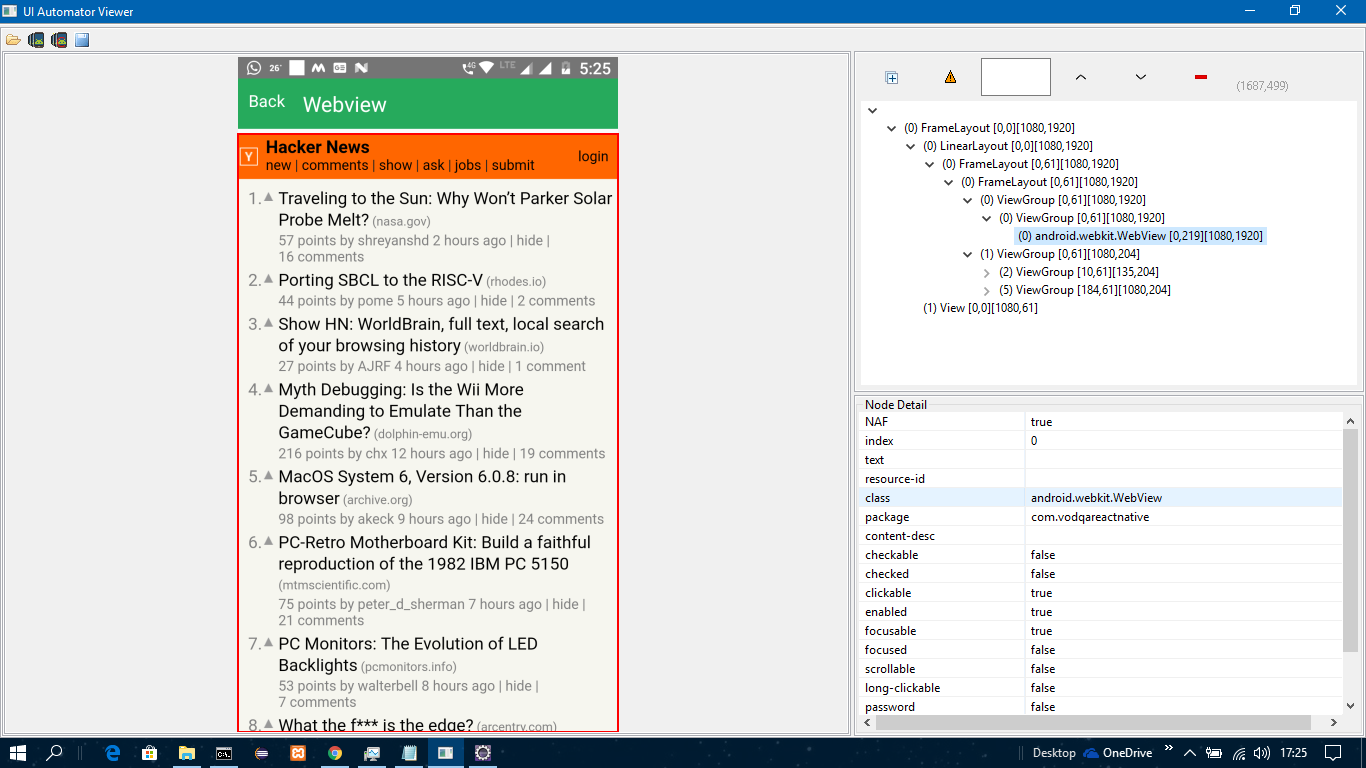 UI Automator Viewer
26°
GE
N
4G
LTE
5:25
Back Webview
Y
Hacker News
new | comments | show | ask | jobs | submit
login
1. Traveling to the Sun: Why Won’t Parker Solar
Probe Melt? (nasa.gov)
57 points by shreyanshd 2 hours ago | hide |
16 comments
2. Porting SBCL to the RISC-V (rhodes.io)
44 points by pome 5 hours ago | hide | 2 comments
3. Show HN: WorldBrain, full text, local search
of your browsing history (worldbrain.io)
27 points by AJRF 4 hours ago | hide | 1 comment
4. Myth Debugging: Is the Wii More
Demanding to Emulate Than the
GameCube? (dolphin-emu.org)
216 points by chx 12 hours ago | hide | 19 comments
5. MacOS System 6, Version 6.0.8: run in
browser (archive.org)
98 points by akeck 9 hours ago | hide | 24 comments
6. PC-Retro Motherboard Kit: Build a faithful
reproduction of the 1982 IBM PC 5150
(mtmscientific.com)
75 points by peter_d_sherman 7 hours ago | hide |
21 comments
7. PC Monitors: The Evolution of LED
Backlights (pcmonitors.info)
53 points by walterbell 8 hours ago | hide |
7 comments
8. What the f*** is the edge? (arcentry.com)
(1687,499)
(0) FrameLayout [0,0][1080,1920]
(0) LinearLayout [0,0][1080,1920]
(0) FrameLayout [0,61][1080,1920]
(0) FrameLayout [0,61][1080,1920]
(0) ViewGroup [0,61][1080,1920]
(0) ViewGroup [0,61][1080,1920]
(0) android.webkit.WebView [0,219][1080,1920]
(1) ViewGroup [0,61][1080,204]
(2) ViewGroup [10,61][135,204]
(5) ViewGroup [184,61][1080,204]
(1) View [0,0][1080,61]
Node Detail
NAF true
index 0
text
resource-id
class android.webkit.WebView
package com.vodqareactnative
content-desc
checkable false
checked false
clickable true
enabled true
focusable true
focused false
scrollable false
long-clickable false
password false
Desktop OneDrive 17:25